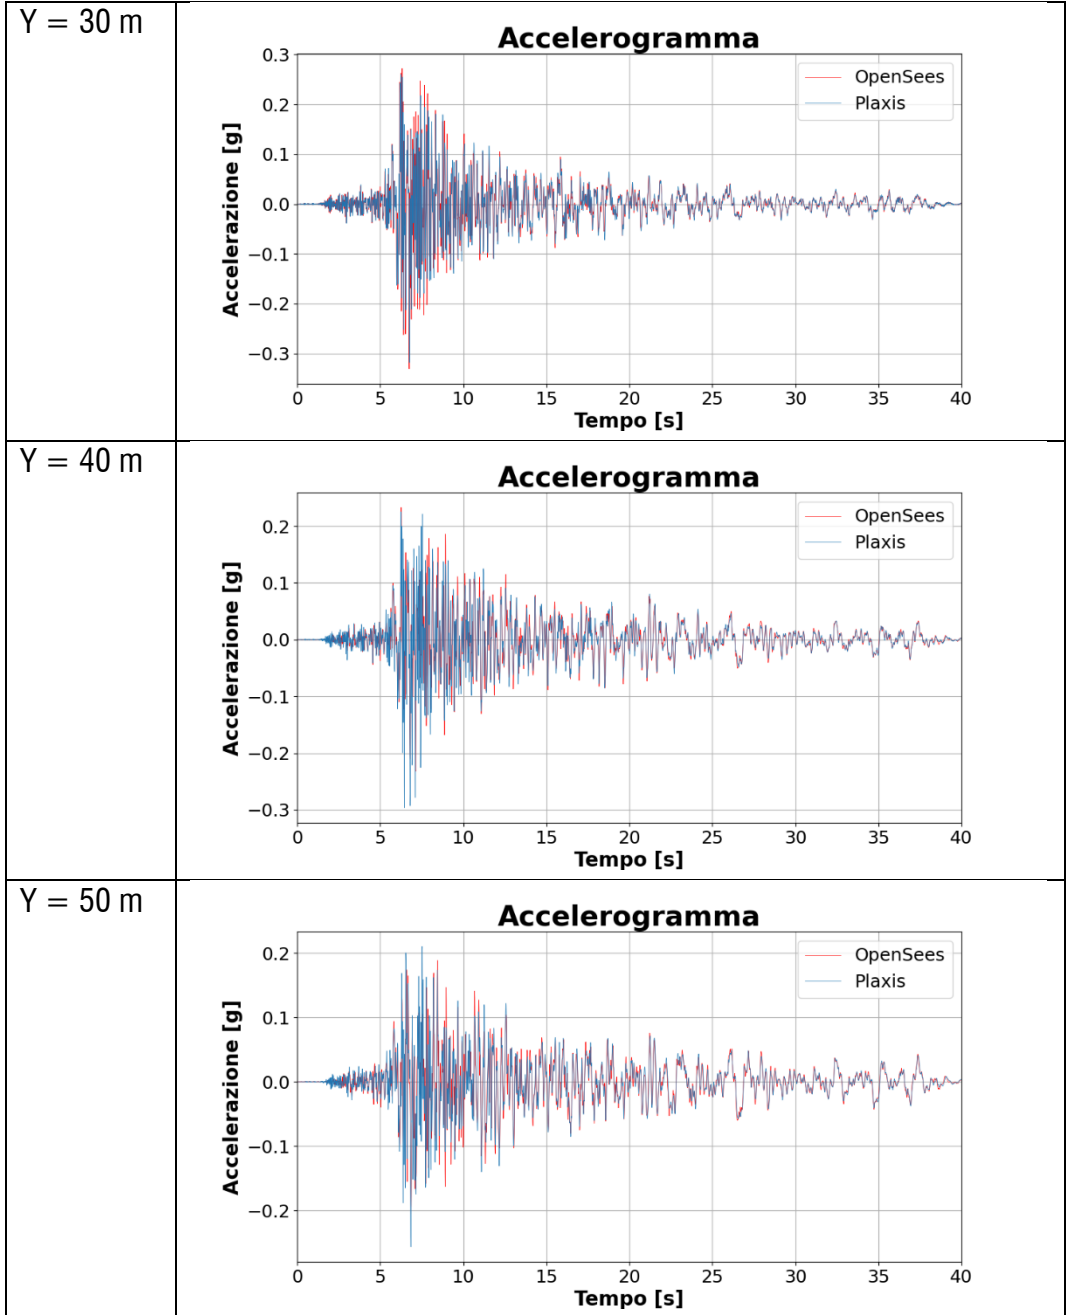 Y = 30 m
Accelerogramma
OpenSees
Plaxis
Accelerazione [g]
0.3
0.2
0.1
0.0
−0.1
−0.2
−0.3
0 5 10 15 20 25 30 35 40
Tempo [s]
Y = 40 m
Accelerogramma
OpenSees
Plaxis
Accelerazione [g]
0.2
0.1
0.0
−0.1
−0.2
−0.3
0 5 10 15 20 25 30 35 40
Tempo [s]
Y = 50 m
Accelerogramma
OpenSees
Plaxis
Accelerazione [g]
0.2
0.1
0.0
−0.1
−0.2
0 5 10 15 20 25 30 35 40
Tempo [s]